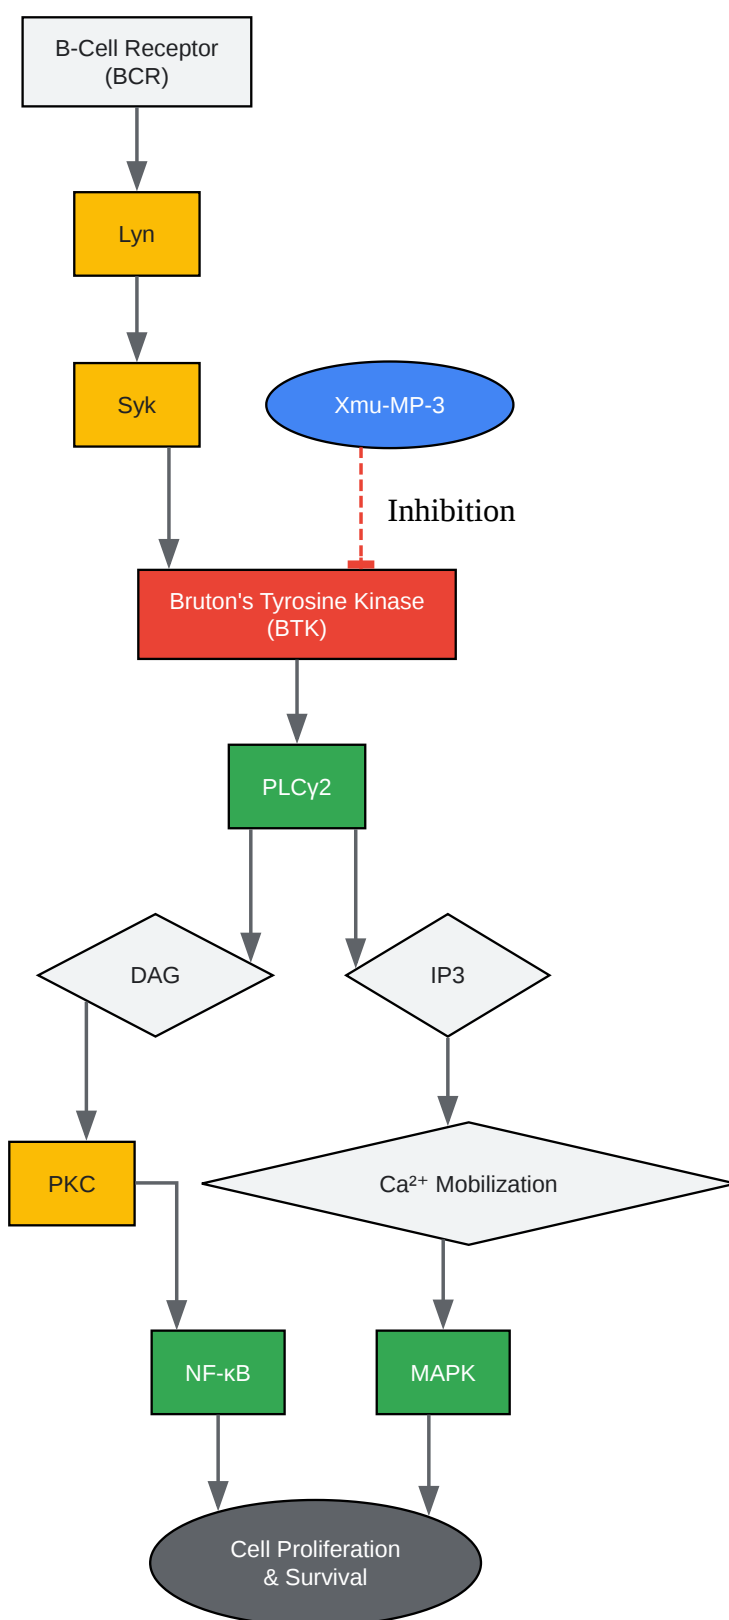 B-Cell Receptor
(BCR)
Lyn
Syk
Xmu-MP-3
Inhibition
Bruton's Tyrosine Kinase
(BTK)
PLCγ2
DAG
IP3
PKC
Ca²⁺ Mobilization
NF-κB
MAPK
Cell Proliferation
& Survival